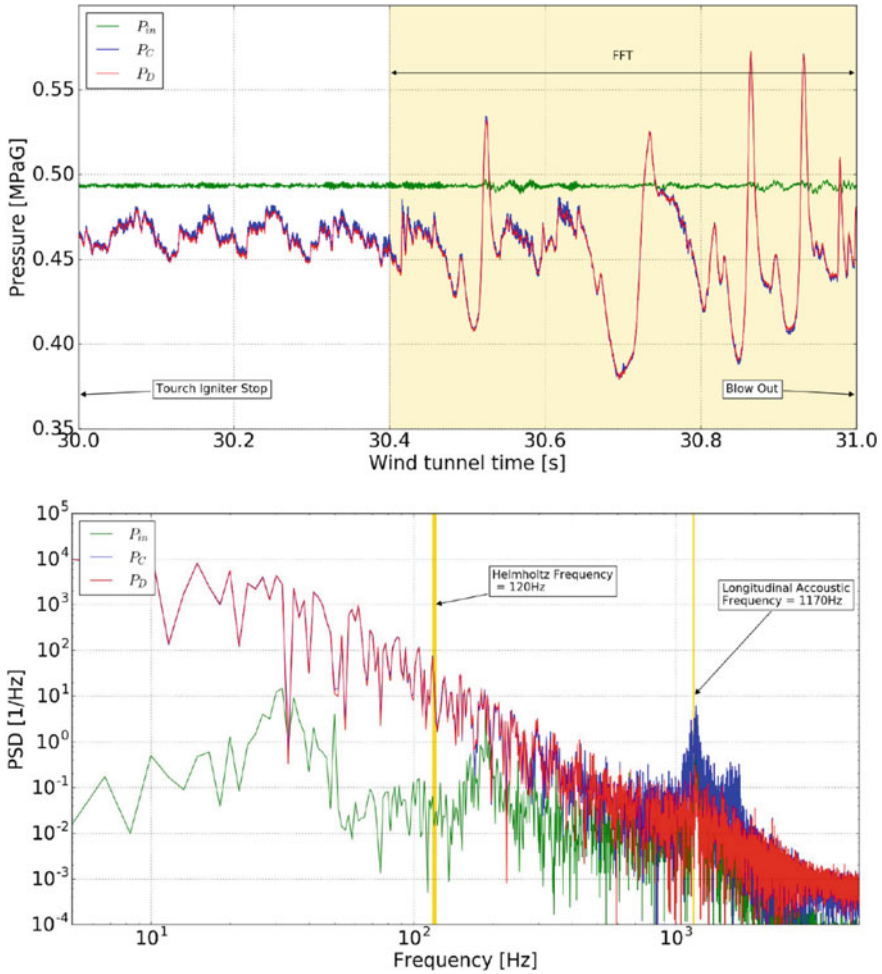 P_in
P_C
P_D
FFT
0.55
0.50
0.45
0.40
0.35
Pressure [MPaG]
Tourch Igniter Stop
Blow Out
30.0 30.2 30.4 30.6 30.8 31.0
Wind tunnel time [s]
10^5
10^4
10^3
10^2
10^1
10^0
10^-1
10^-2
10^-3
10^-4
PSD [1/Hz]
P_in
P_C
P_D
Helmholtz Frequency
= 120Hz
Longitudinal Accoustic
Frequency = 1170Hz
10^1 10^2 10^3
Frequency [Hz]